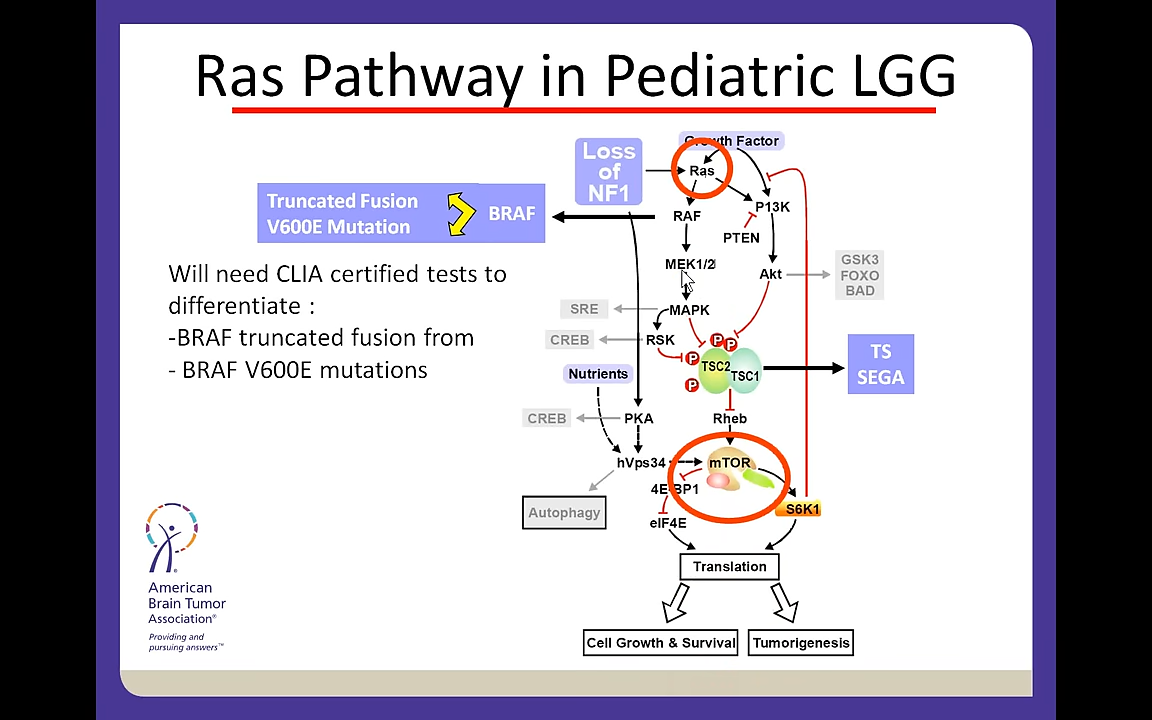 Ras Pathway in Pediatric LGG
Growth Factor
Loss
of
NF1
Ras
Truncated Fusion
V600E Mutation
BRAF
RAF
P13K
PTEN
MEK1/2
Akt
GSK3
FOXO
BAD
Will need CLIA certified tests to
differentiate :
-BRAF truncated fusion from
- BRAF V600E mutations
SRE
MAPK
CREB
RSK
P
P
P
P
TSC2
TSC1
TS
SEGA
Nutrients
CREB
PKA
Rheb
hVps34
mTOR
4E-BP1
eIF4E
S6K1
Autophagy
Translation
Cell Growth & Survival
Tumorigenesis
American
Brain Tumor
Association®
Providing and
pursuing answers™